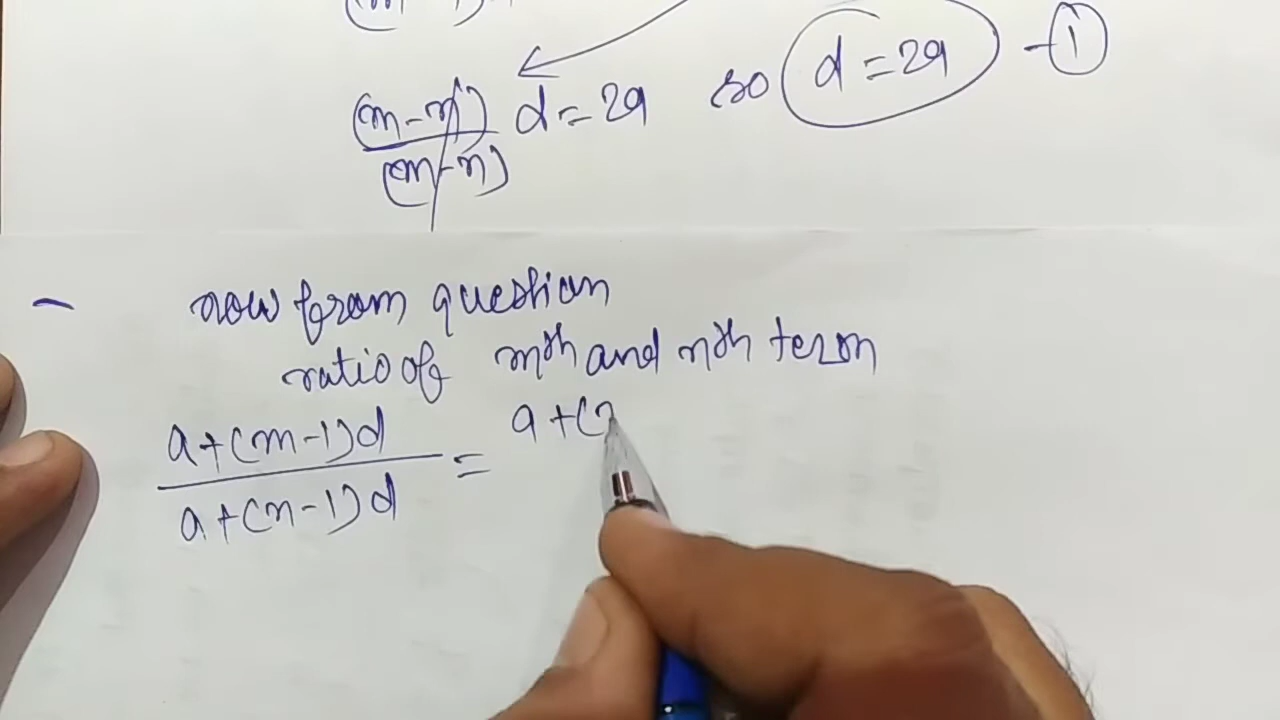 (m-n) d = 2a so d = 2a -①
(m-n)
- now from question
ratio of mth and nth term
a+(m-1)d = a+(
a+(n-1)d